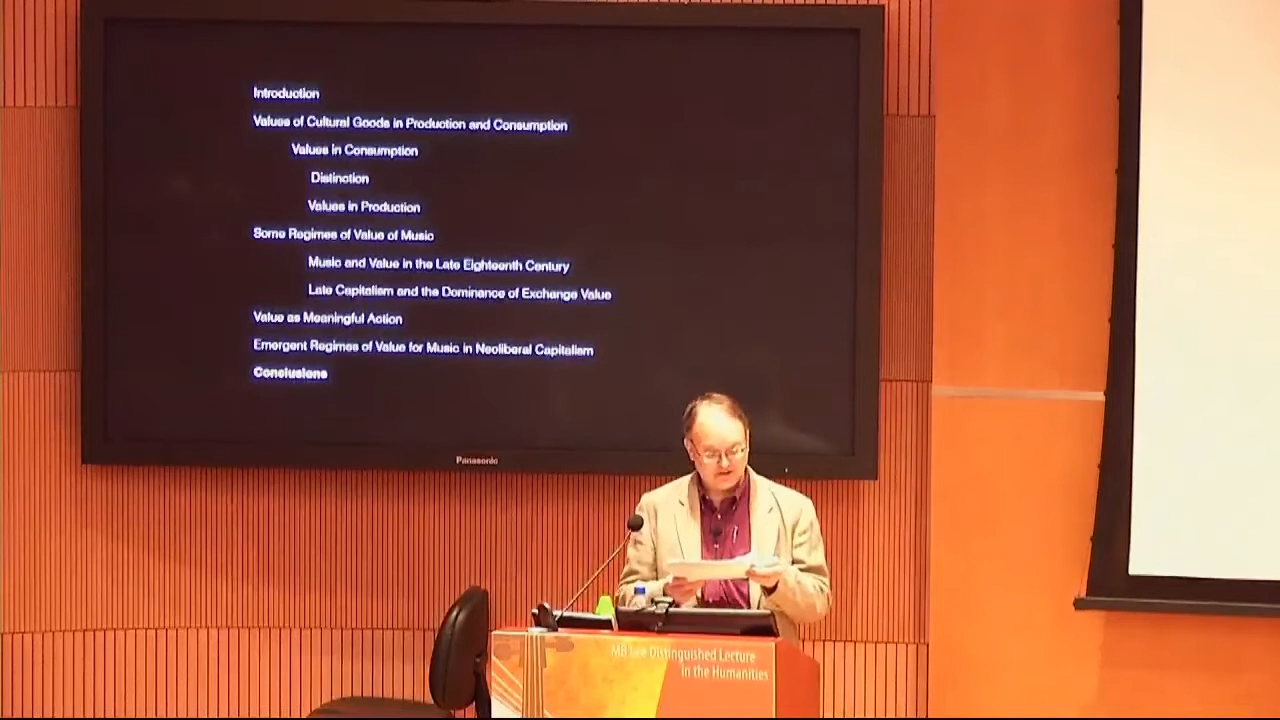 Introduction
Values of Cultural Goods in Production and Consumption
Values in Consumption
Distinction
Values in Production
Some Regimes of Value of Music
Music and Value in the Late Eighteenth Century
Late Capitalism and the Dominance of Exchange Value
Value as Meaningful Action
Emergent Regimes of Value for Music in Neoliberal Capitalism
Conclusions
Panasonic
MB Lee Distinguished Lecture
in the Humanities